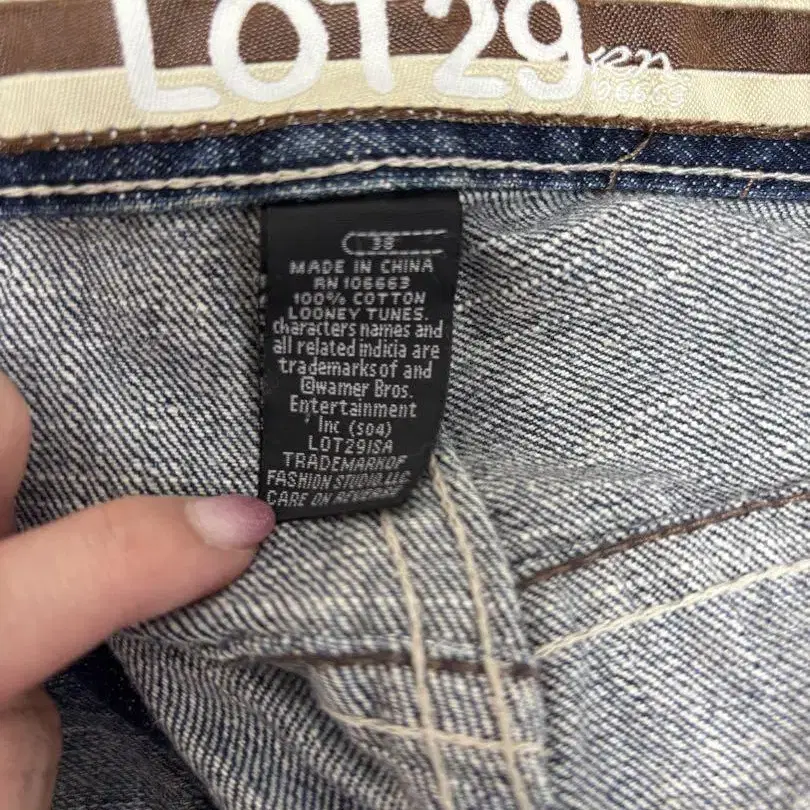 LOT29
06663
38
MADE IN CHINA
RN 106663
100% COTTON
LOONEY TUNES.
characters names and
all related indicia are
trademarks of and
©warner Bros.
Entertainment
Inc (s04)
LOT29ISA
TRADEMARKOF
FASHION STUDIO,LLC
CARE ON REVERSE